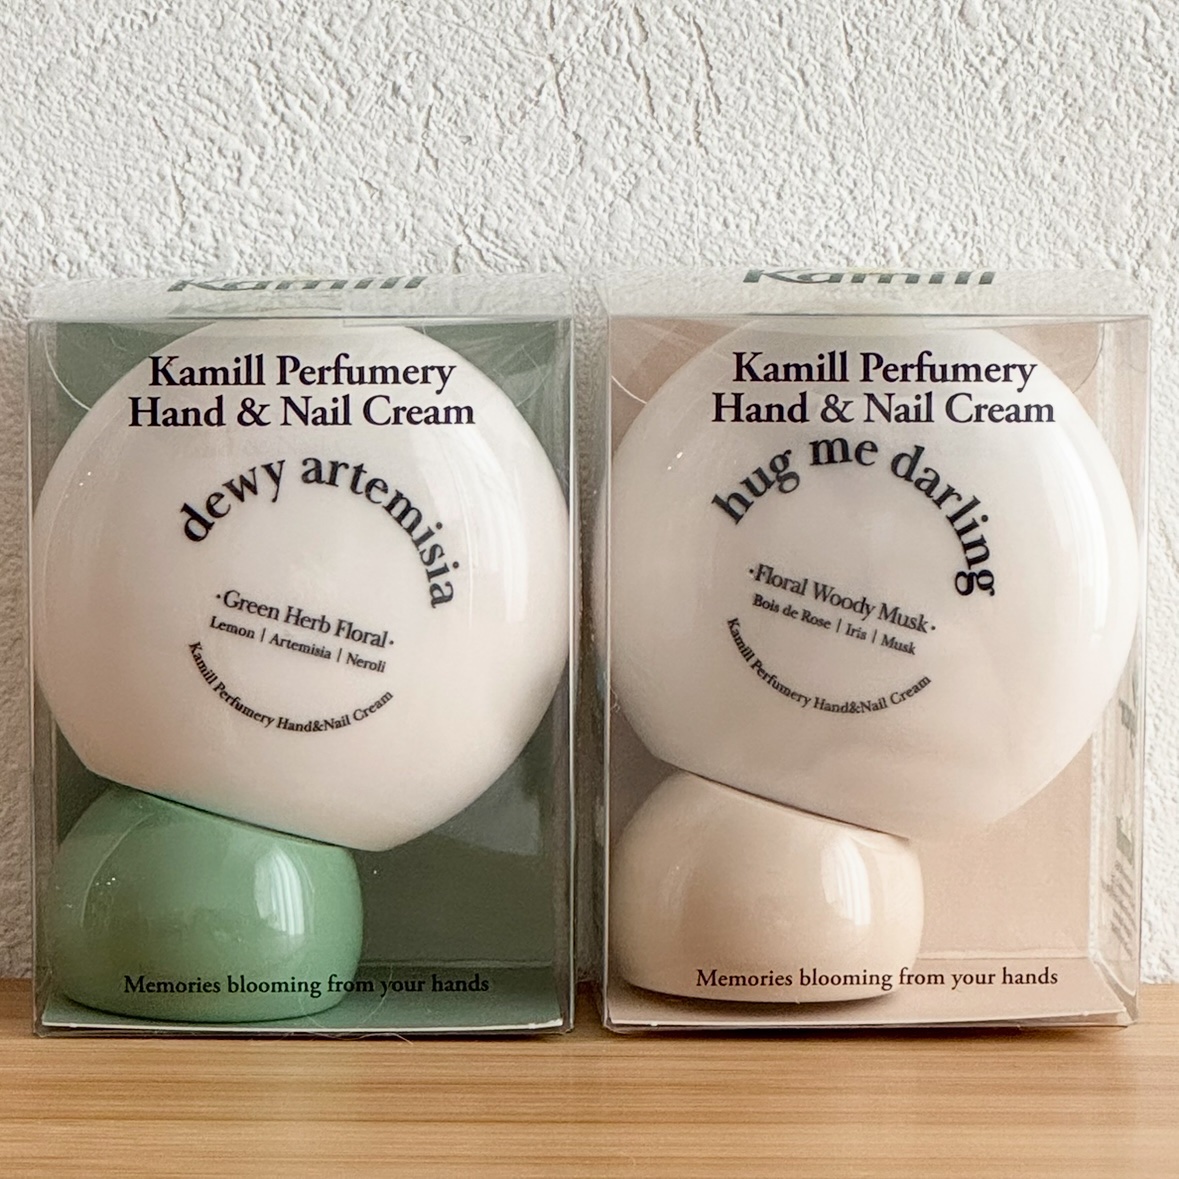 Kamill
Kamill Perfumery
Hand & Nail Cream
dewy artemisia
·Green Herb Floral·
Lemon | Artemisia | Neroli
Kamill Perfumery Hand&Nail Cream
Memories blooming from your hands
Kamill
Kamill Perfumery
Hand & Nail Cream
hug me darling
·Floral Woody Musk·
Bois de Rose | Iris | Musk
Kamill Perfumery Hand&Nail Cream
Memories blooming from your hands